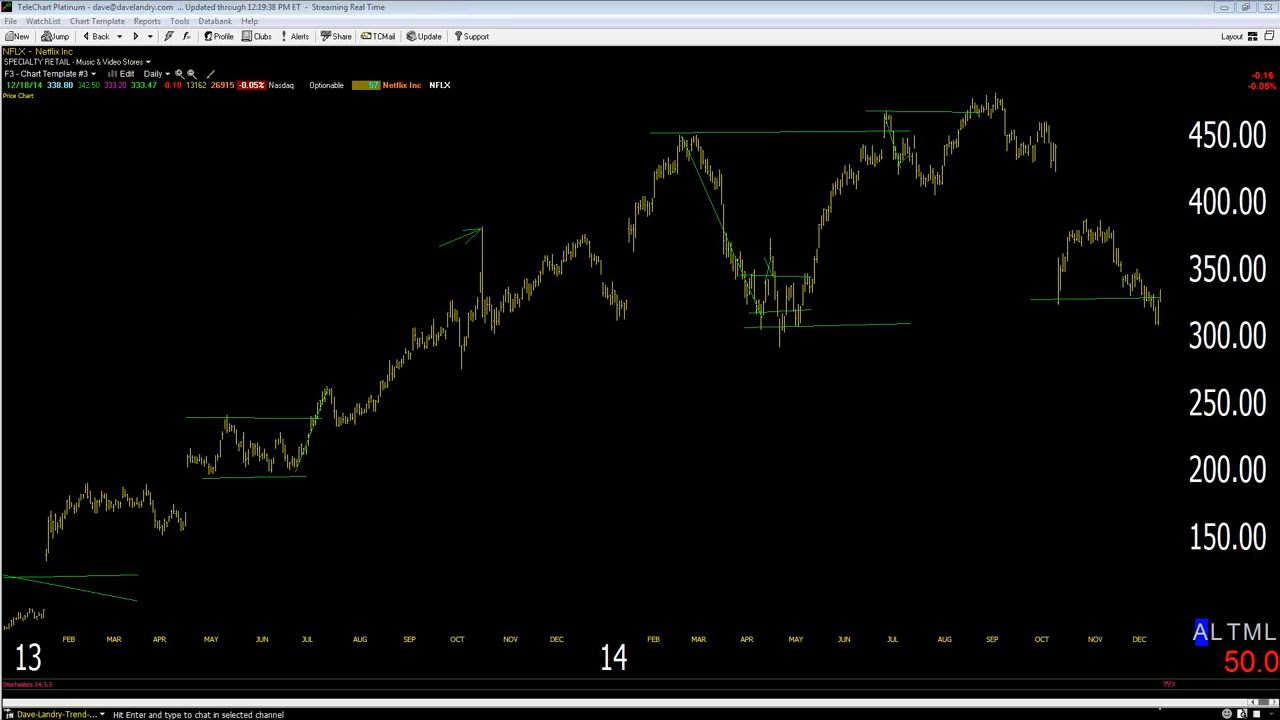 TeleChart Platinum - dave@davelandry.com ... Updated through 12:19:38 PM ET - Streaming Real Time
File WatchList Chart Template Reports Tools Databank Help
New Jump Back Profile Clubs Alerts Share TCMail Update Support Layout
NFLX - Netflix Inc
SPECIALTY RETAIL - Music & Video Stores
F3 - Chart Template #3 Edit Daily
12/18/14 338.80 342.50 333.20 333.47 -0.18 13162 26915 -0.05% Nasdaq Optionable 57 Netflix Inc NFLX
-0.16
-0.05%
Price Chart
450.00
400.00
350.00
300.00
250.00
200.00
150.00
ALTML
FEB MAR APR MAY JUN JUL AUG SEP OCT NOV DEC FEB MAR APR MAY JUN JUL AUG SEP OCT NOV DEC
13 14
50.0
Stochastics 14,3,3
Dave-Landry-Trend-... Hit Enter and type to chat in selected channel